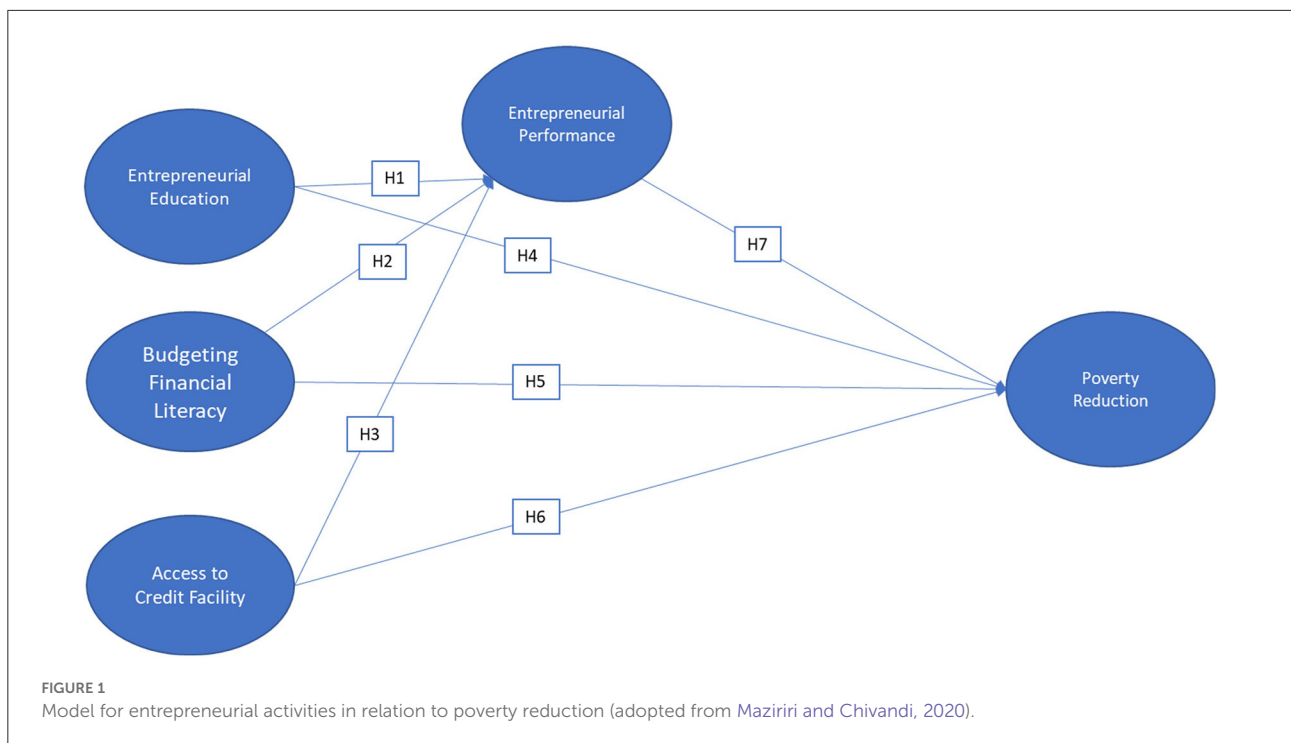 Entrepreneurial
Performance
Entrepreneurial
Education
H1
H2
H4
H7
Budgeting
Financial
Literacy
H5
Poverty
Reduction
H3
H6
Access to
Credit Facility
FIGURE 1
Model for entrepreneurial activities in relation to poverty reduction (adopted from Maziriri and Chivandi, 2020).